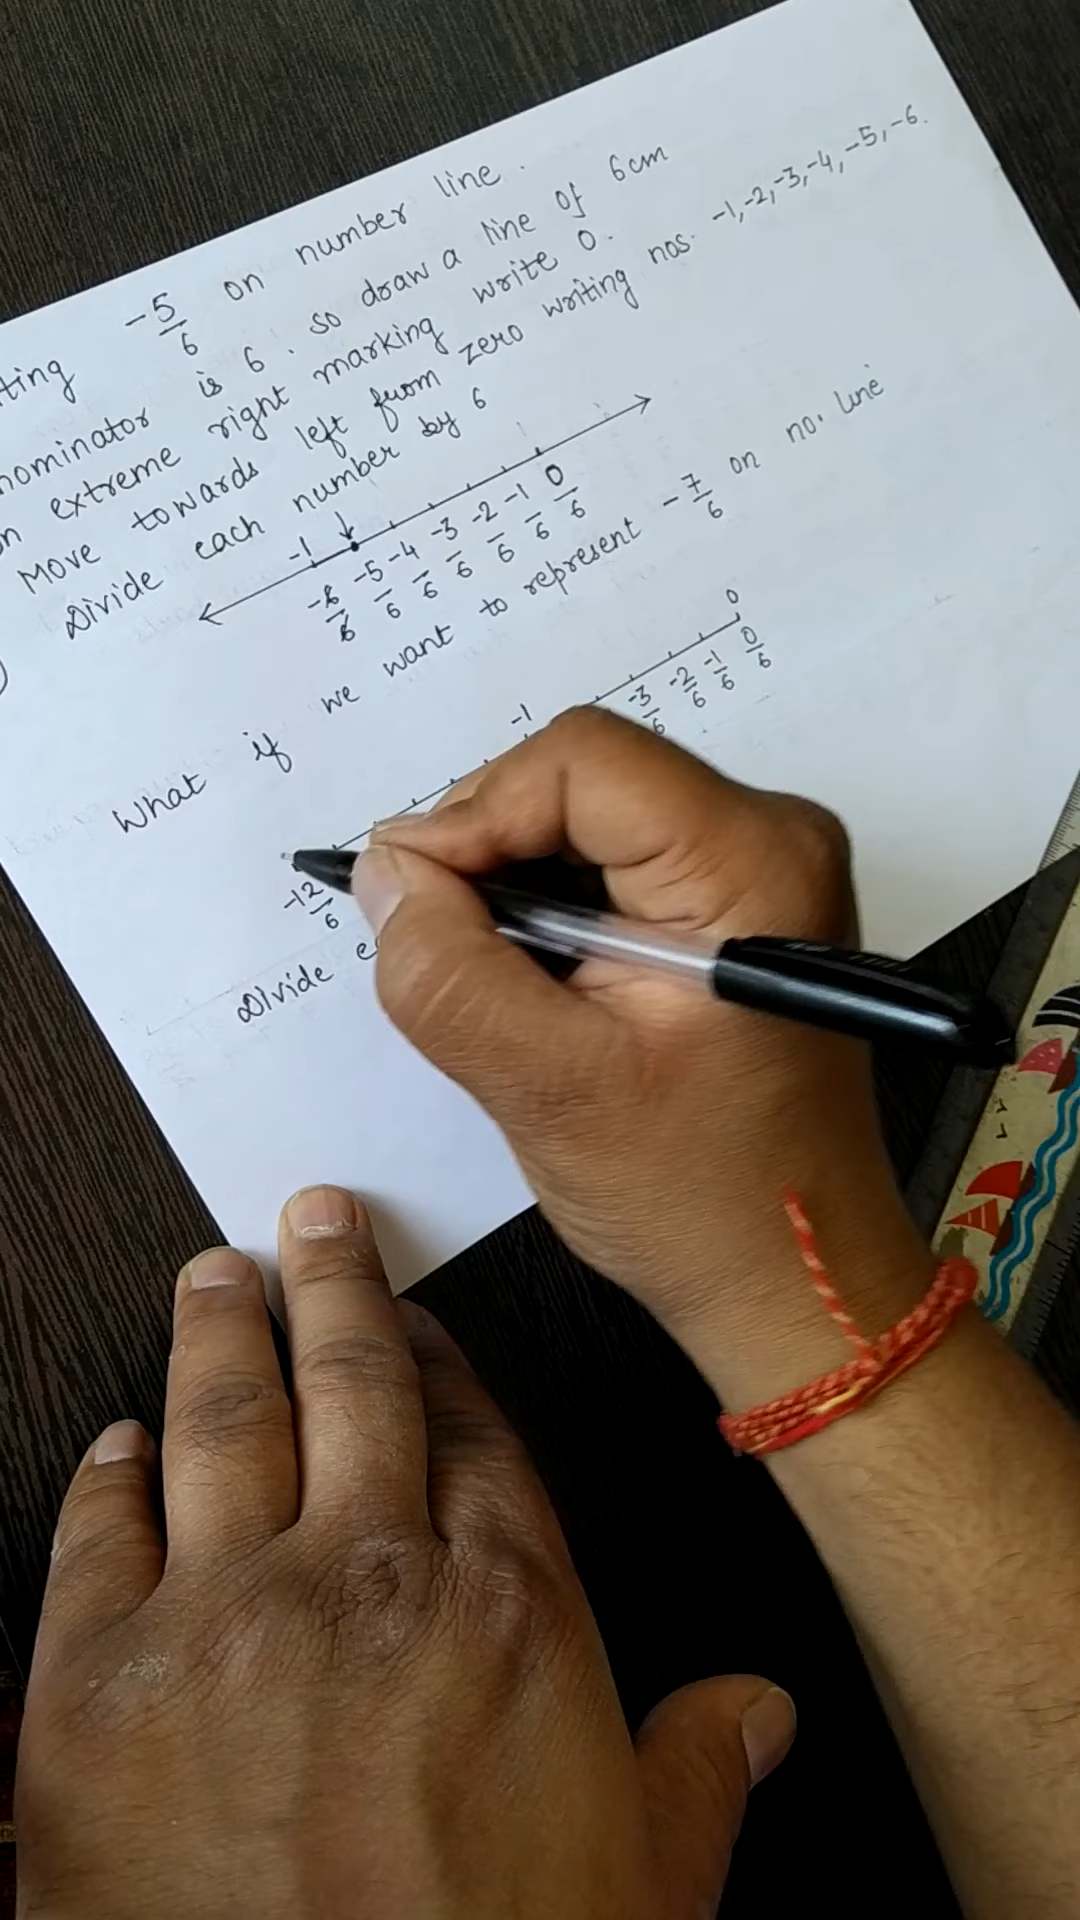 -5/6 on number line.
is 6. so draw a line of 6cm
extreme right marking write 0.
Move towards left from zero writing nos. -1,-2,-3,-4,-5,-6.
Divide each number by 6
-1
-6/6 -5/6 -4/6 -3/6 -2/6 -1/6 0/6
What if we want to represent -7/6 on no. line
-1 0
-12/6 -3/6 -2/6 -1/6 0/6
Divide